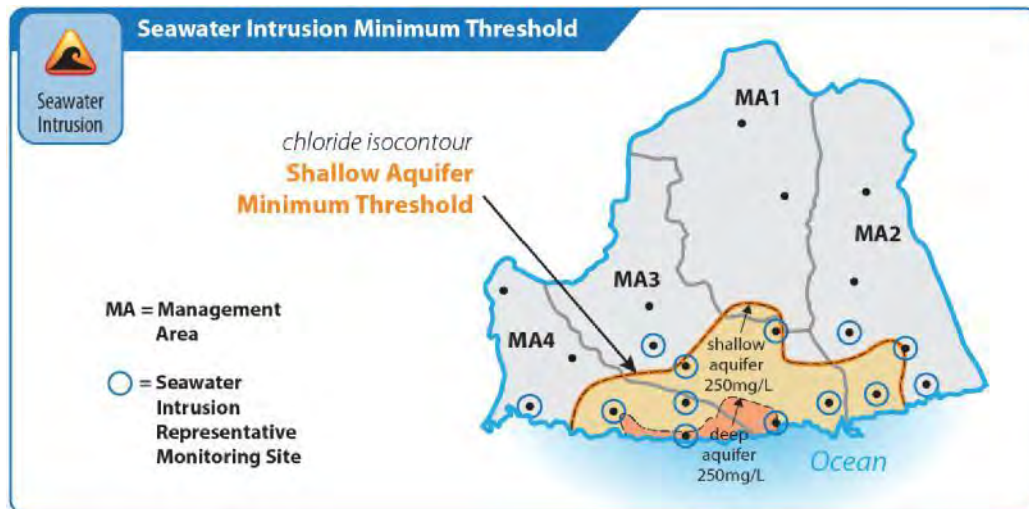 Seawater Intrusion Minimum Threshold
Seawater
Intrusion
chloride isocontour
Shallow Aquifer
Minimum Threshold
MA1
MA2
MA3
MA4
MA = Management
Area
= Seawater
Intrusion
Representative
Monitoring Site
shallow
aquifer
250mg/L
deep
aquifer
250mg/L
Ocean